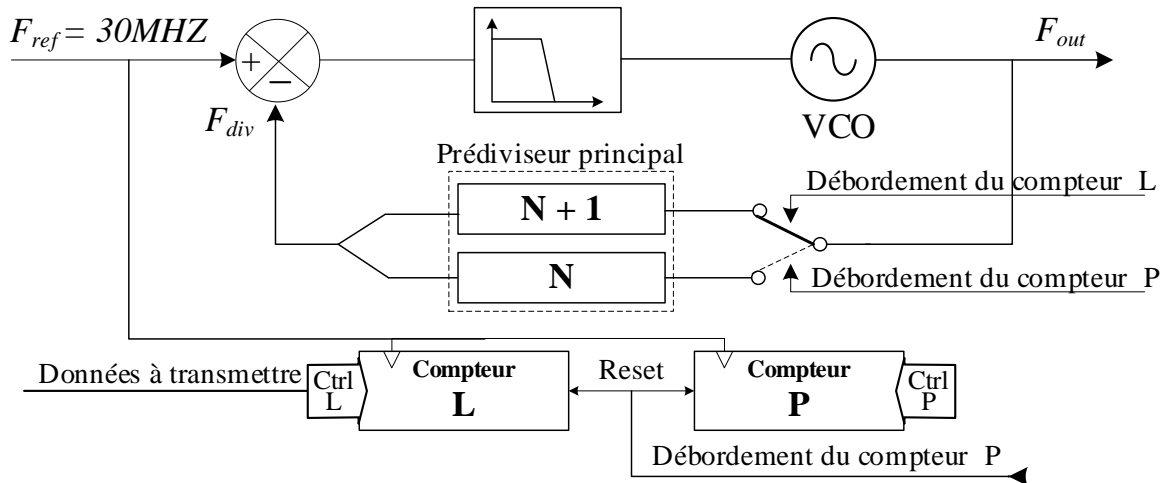 F_ref = 30MHZ
+
−
F_div
VCO
F_out
Prédiviseur principal
N + 1
N
Débordement du compteur L
Débordement du compteur P
Données à transmettre
Ctrl
L
Compteur
L
Reset
Compteur
P
Ctrl
P
Débordement du compteur P